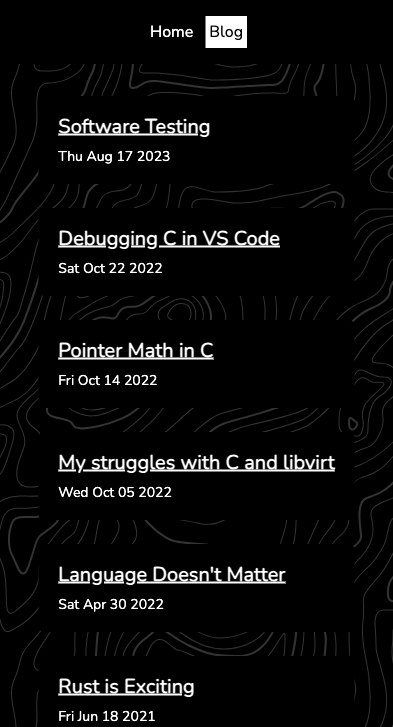 Home Blog
Software Testing
Thu Aug 17 2023
Debugging C in VS Code
Sat Oct 22 2022
Pointer Math in C
Fri Oct 14 2022
My struggles with C and libvirt
Wed Oct 05 2022
Language Doesn't Matter
Sat Apr 30 2022
Rust is Exciting
Fri Jun 18 2021